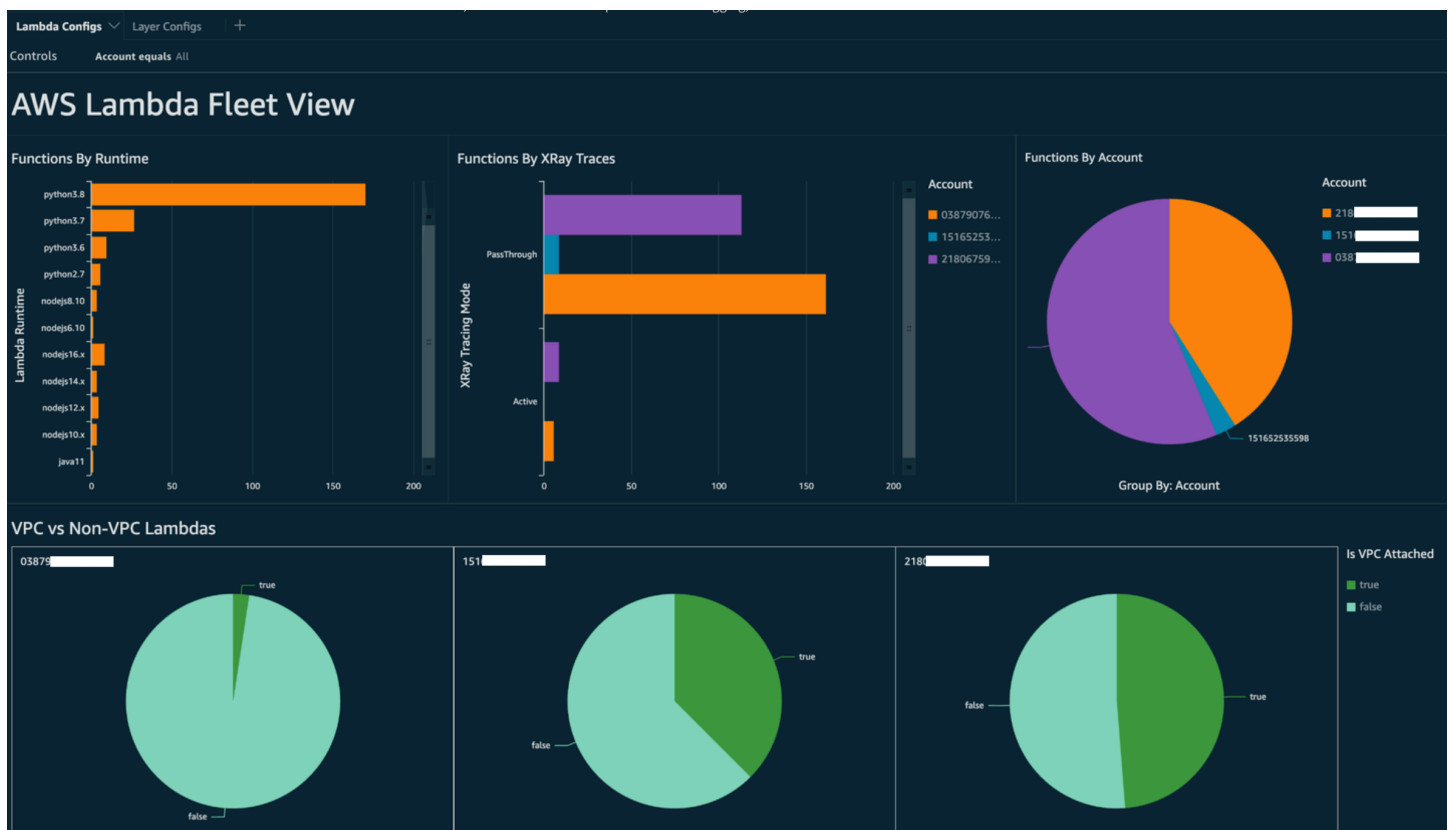 Lambda Configs Layer Configs +
Controls Account equals All
AWS Lambda Fleet View
Functions By Runtime
Lambda Runtime
python3.8
python3.7
python3.6
python2.7
nodejs8.10
nodejs6.10
nodejs16.x
nodejs14.x
nodejs12.x
nodejs10.x
java11
0 50 100 150 200
Functions By XRay Traces
XRay Tracing Mode
PassThrough
Active
0 50 100 150 200
Account
03879076...
15165253...
21806759...
Functions By Account
Account
218
151
038
151652535598
Group By: Account
VPC vs Non-VPC Lambdas
03879
true
false
151
true
false
218
true
false
Is VPC Attached
true
false